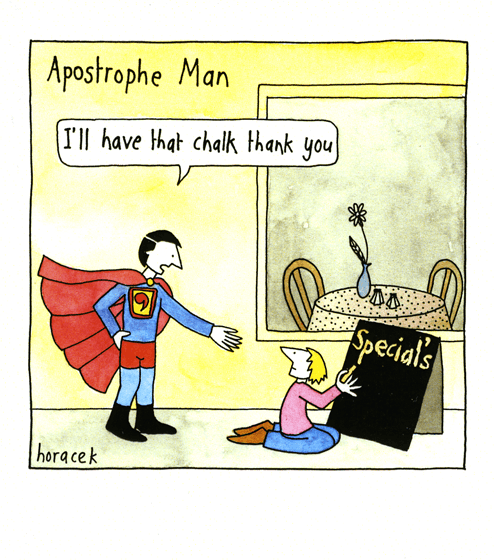 Apostrophe Man
I'll have that chalk thank you
Special's
horacek